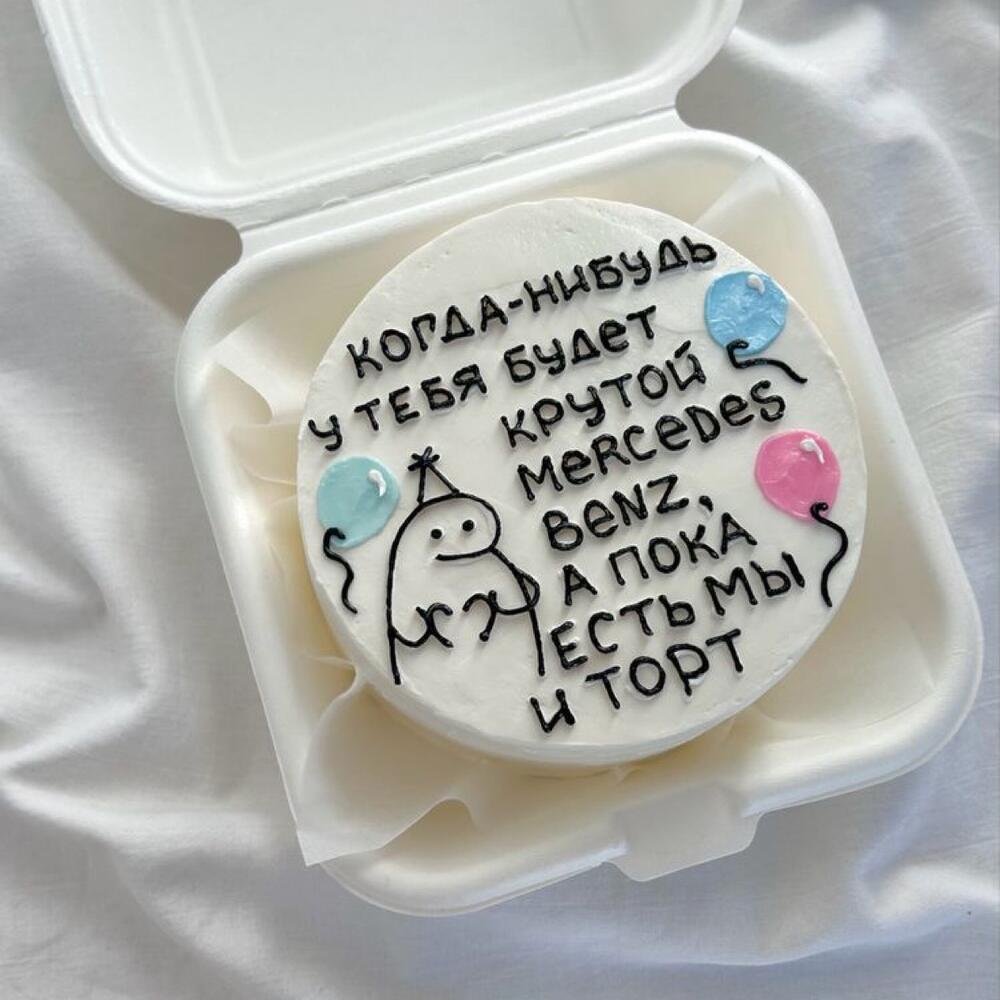 когда-нибудь
у тебя будет
крутой
Mercedes
Benz,
а пока
есть мы
и торт